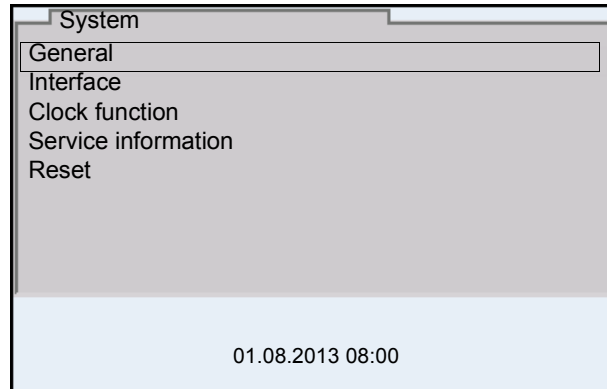 System
General
Interface
Clock function
Service information
Reset
01.08.2013 08:00